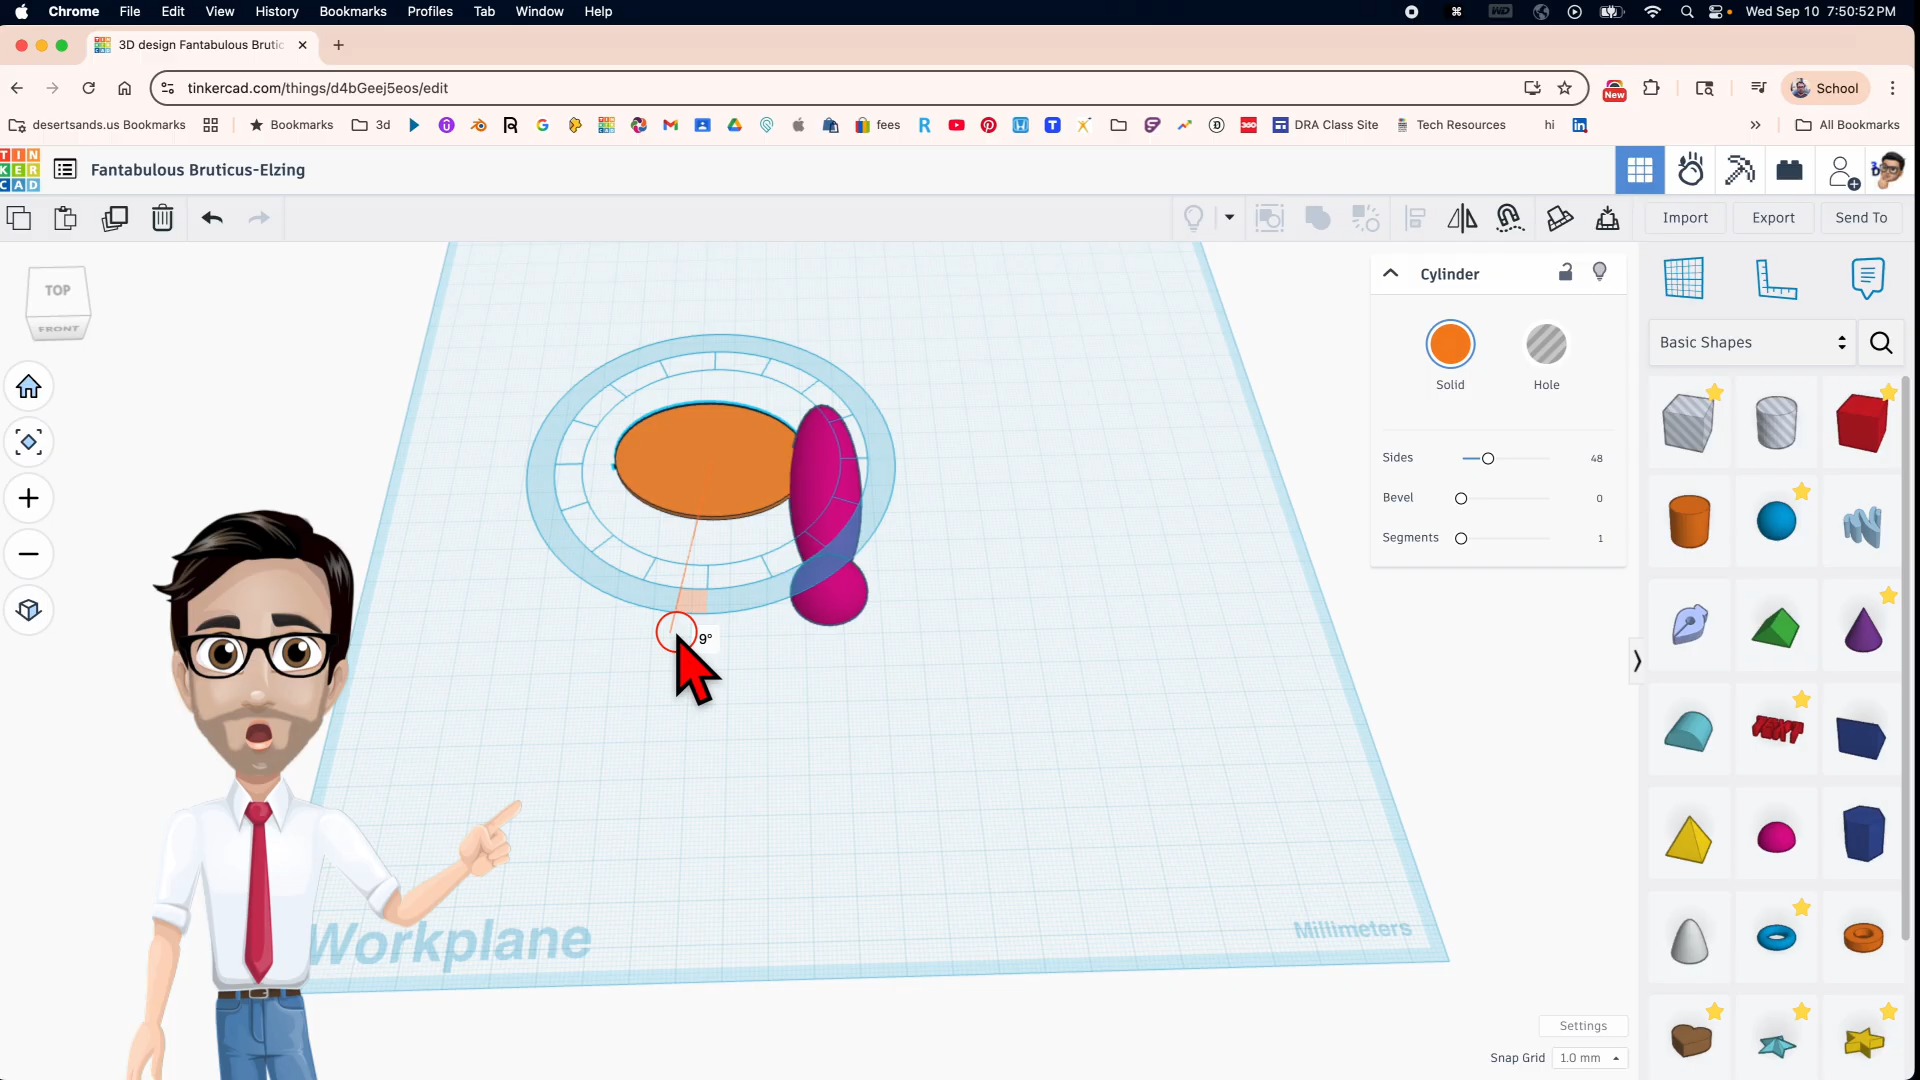 Chrome File Edit View History Bookmarks Profiles Tab Window Help
WD
Wed Sep 10 7:50:52 PM
3D design Fantabulous Brutic
tinkercad.com/things/d4bGeej5eos/edit
New
School
desertsands.us Bookmarks
Bookmarks
3d
fees
DRA Class Site
Tech Resources
hi
All Bookmarks
TIN
KER
CAD
Fantabulous Bruticus-Elzing
Import
Export
Send To
TOP
FRONT
Cylinder
Solid
Hole
Sides 48
Bevel 0
Segments 1
Basic Shapes
TEXT
9°
Workplane
Millimeters
Settings
Snap Grid 1.0 mm